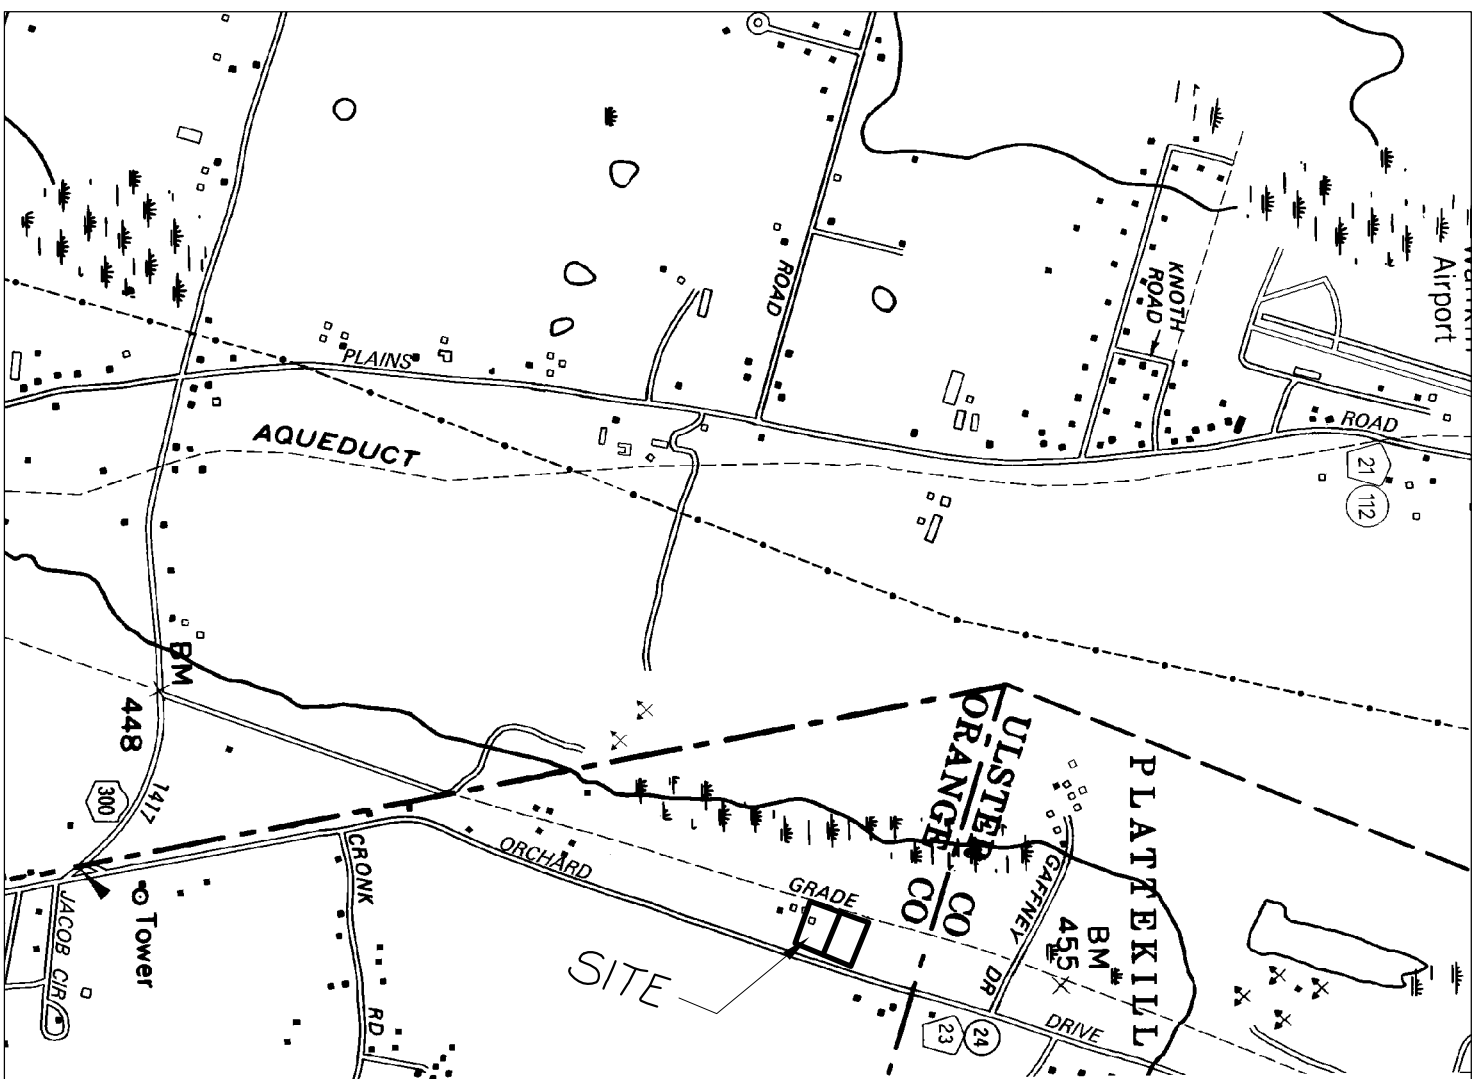 Airport
KNOTH
ROAD
ROAD
PLAINS
ROAD
21
112
AQUEDUCT
BM
448
1417
300
ULSTER CO
ORANGE CO
PLATTEKILL
GAFFNEY DR
BM
455
ORCHARD
GRADE
DRIVE
23
24
SITE
CRONK
RD
Tower
JACOB CIR